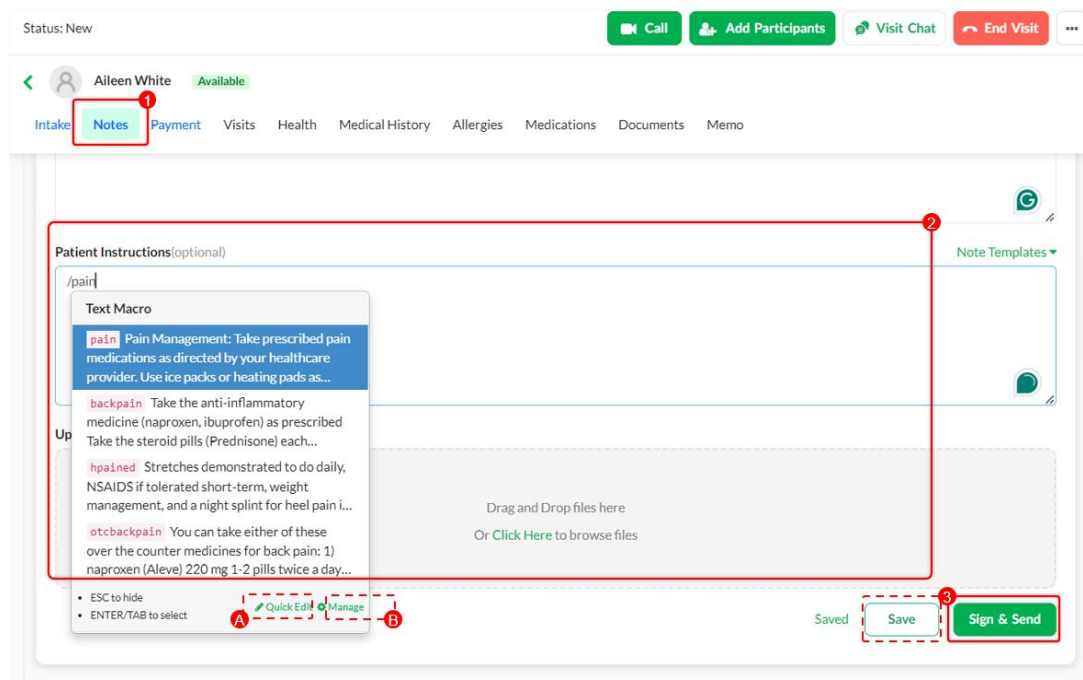 Status: New
Call
Add Participants
Visit Chat
End Visit
...
Aileen White
Available
1
Intake
Notes
Payment
Visits
Health
Medical History
Allergies
Medications
Documents
Memo
2
Patient Instructions(optional)
Note Templates
/pain
Text Macro
pain Pain Management: Take prescribed pain
medications as directed by your healthcare
provider. Use ice packs or heating pads as...
backpain Take the anti-inflammatory
medicine (naproxen, ibuprofen) as prescribed
Take the steroid pills (Prednisone) each...
hpained Stretches demonstrated to do daily,
NSAIDS if tolerated short-term, weight
management, and a night splint for heel pain i...
otcbackpain You can take either of these
over the counter medicines for back pain: 1)
naproxen (Aleve) 220 mg 1-2 pills twice a day...
• ESC to hide
• ENTER/TAB to select
Quick Edit
Manage
A
B
Up
Drag and Drop files here
Or Click Here to browse files
3
Saved
Save
Sign & Send